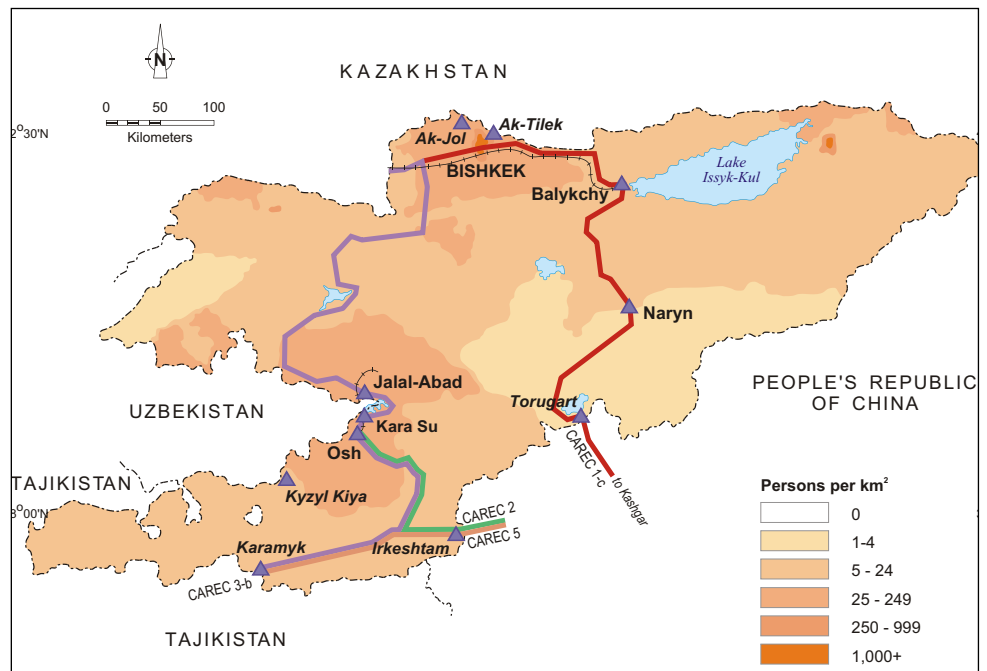 N
KAZAKHSTAN
0 50 100
Kilometers
2°30'N
Ak-Tilek
Ak-Jol
BISHKEK
Lake
Issyk-Kul
Balykchy
Naryn
Jalal-Abad
PEOPLE'S REPUBLIC
OF CHINA
Torugart
UZBEKISTAN
Kara Su
Osh
CAREC 1-c
to Kashgar
TAJIKISTAN
Kyzyl Kiya
Persons per km²
8°00'N
CAREC 2
0
1-4
Karamyk
Irkeshtam
CAREC 5
5 - 24
CAREC 3-b
25 - 249
250 - 999
TAJIKISTAN
1,000+